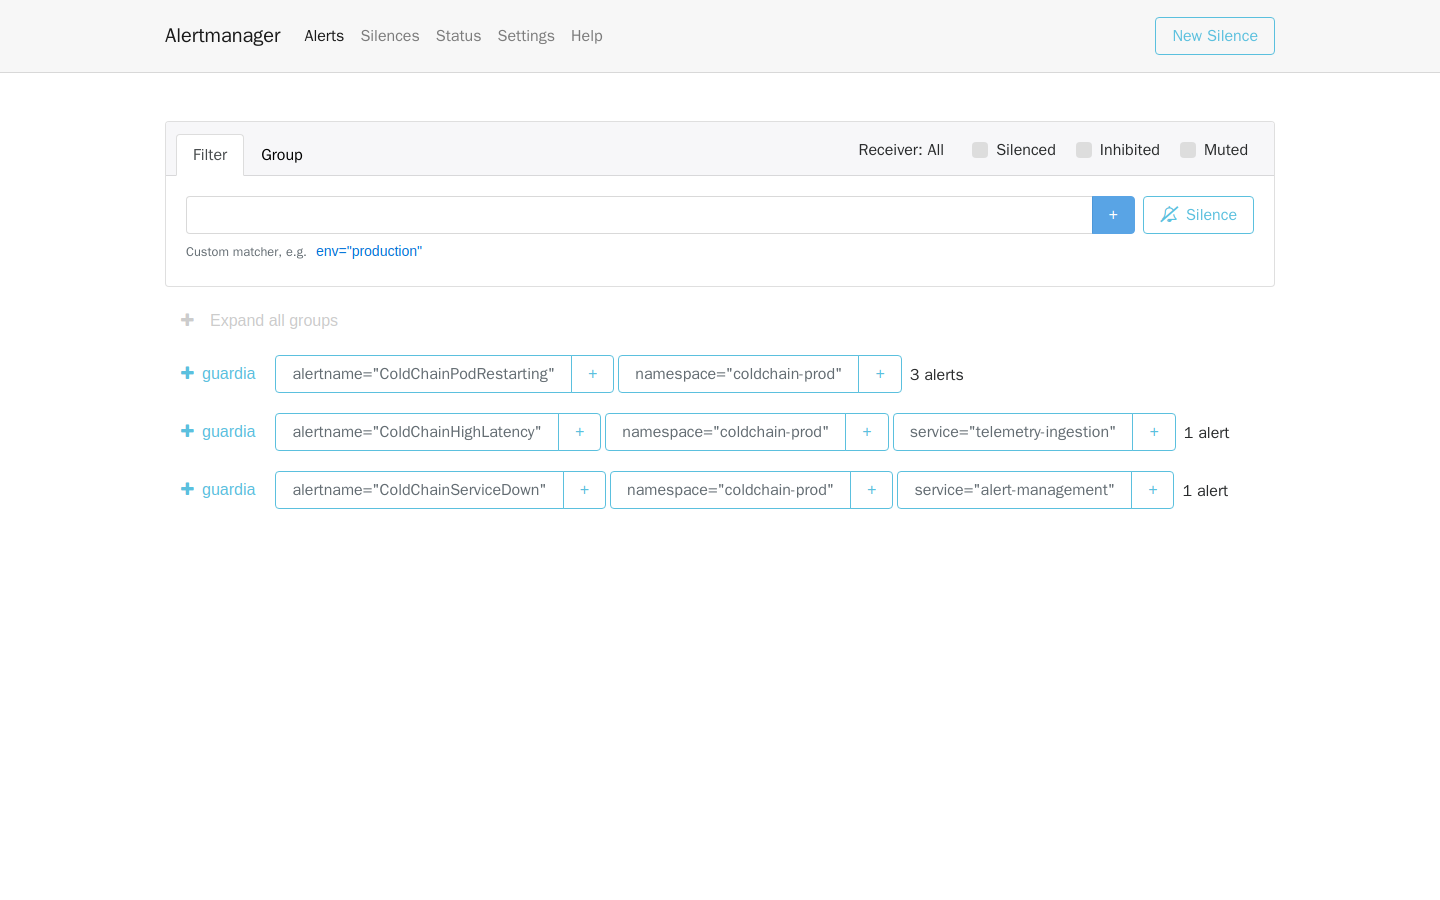 Alertmanager Alerts Silences Status Settings Help New Silence
Filter Group Receiver: All Silenced Inhibited Muted
+ Silence
Custom matcher, e.g. env="production"
+ Expand all groups
+ guardia alertname="ColdChainPodRestarting" + namespace="coldchain-prod" + 3 alerts
+ guardia alertname="ColdChainHighLatency" + namespace="coldchain-prod" + service="telemetry-ingestion" + 1 alert
+ guardia alertname="ColdChainServiceDown" + namespace="coldchain-prod" + service="alert-management" + 1 alert